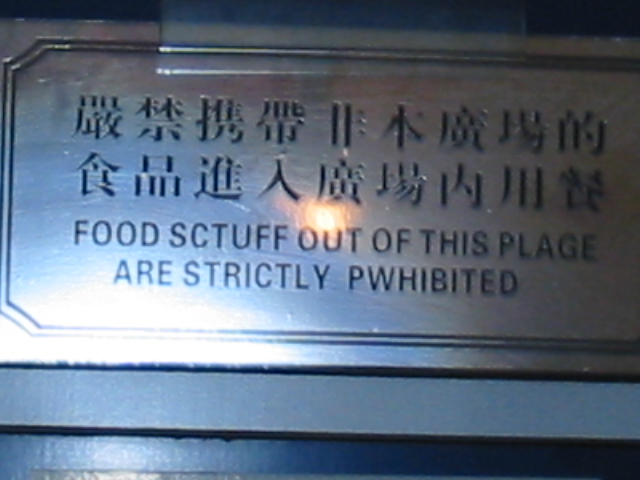 嚴禁携帶非本廣場的
食品進入廣場內用餐
FOOD SCTUFF OUT OF THIS PLAGE
ARE STRICTLY PWHIBITED